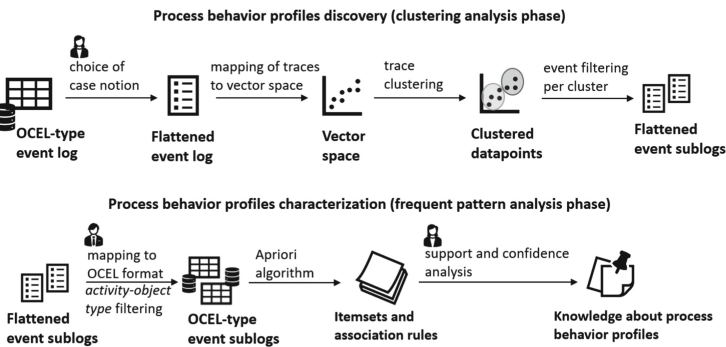 Process behavior profiles discovery (clustering analysis phase)
choice of
case notion
mapping of traces
to vector space
trace
clustering
event filtering
per cluster
OCEL-type
event log
Flattened
event log
Vector
space
Clustered
datapoints
Flattened
event sublogs
Process behavior profiles characterization (frequent pattern analysis phase)
mapping to
OCEL format
activity-object
type filtering
Apriori
algorithm
support and confidence
analysis
Flattened
event sublogs
OCEL-type
event sublogs
Itemsets and
association rules
Knowledge about process
behavior profiles